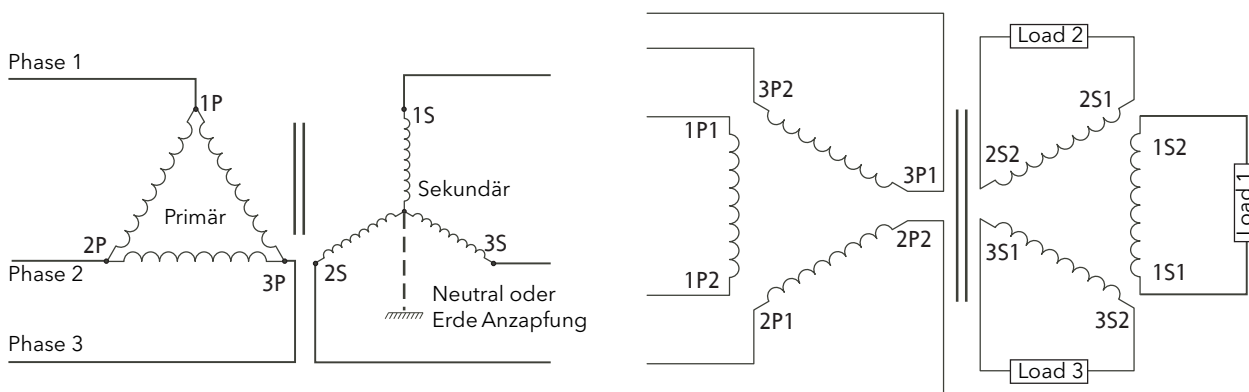 Phase 1
1P
1S
Primär
Sekundär
2P
3P
2S
3S
Phase 2
Neutral oder
Erde Anzapfung
Phase 3
3P2
1P1
3P1
2P2
1P2
2P1
Load 2
2S1
2S2
1S2
Load 1
3S1
1S1
3S2
Load 3